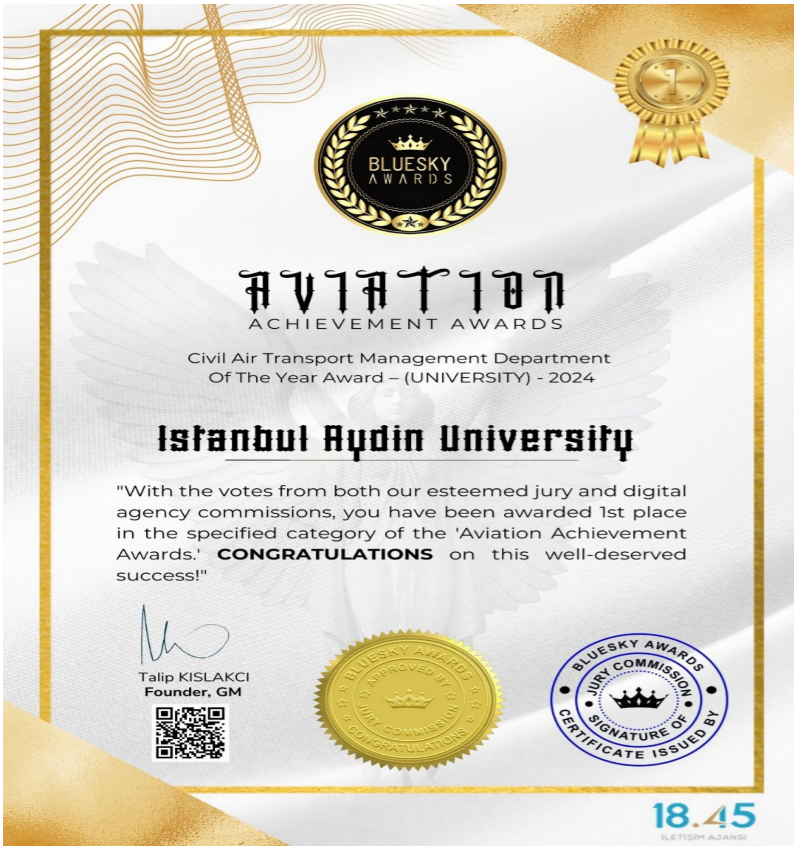 1
BLUESKY
AWARDS
AVIATION
ACHIEVEMENT AWARDS
Civil Air Transport Management Department
Of The Year Award – (UNIVERSITY) - 2024
Istanbul Aydin University
"With the votes from both our esteemed jury and digital
agency commissions, you have been awarded 1st place
in the specified category of the 'Aviation Achievement
Awards.' CONGRATULATIONS on this well-deserved
success!"
Talip KISLAKCI
Founder, GM
BLUESKY AWARDS
APPROVED BY
JURY COMMISSION
CONGRATULATIONS
BLUESKY AWARDS
JURY COMMISSION
SIGNATURE OF
CERTIFICATE ISSUED BY
18.45
İLETİŞİM AJANSI